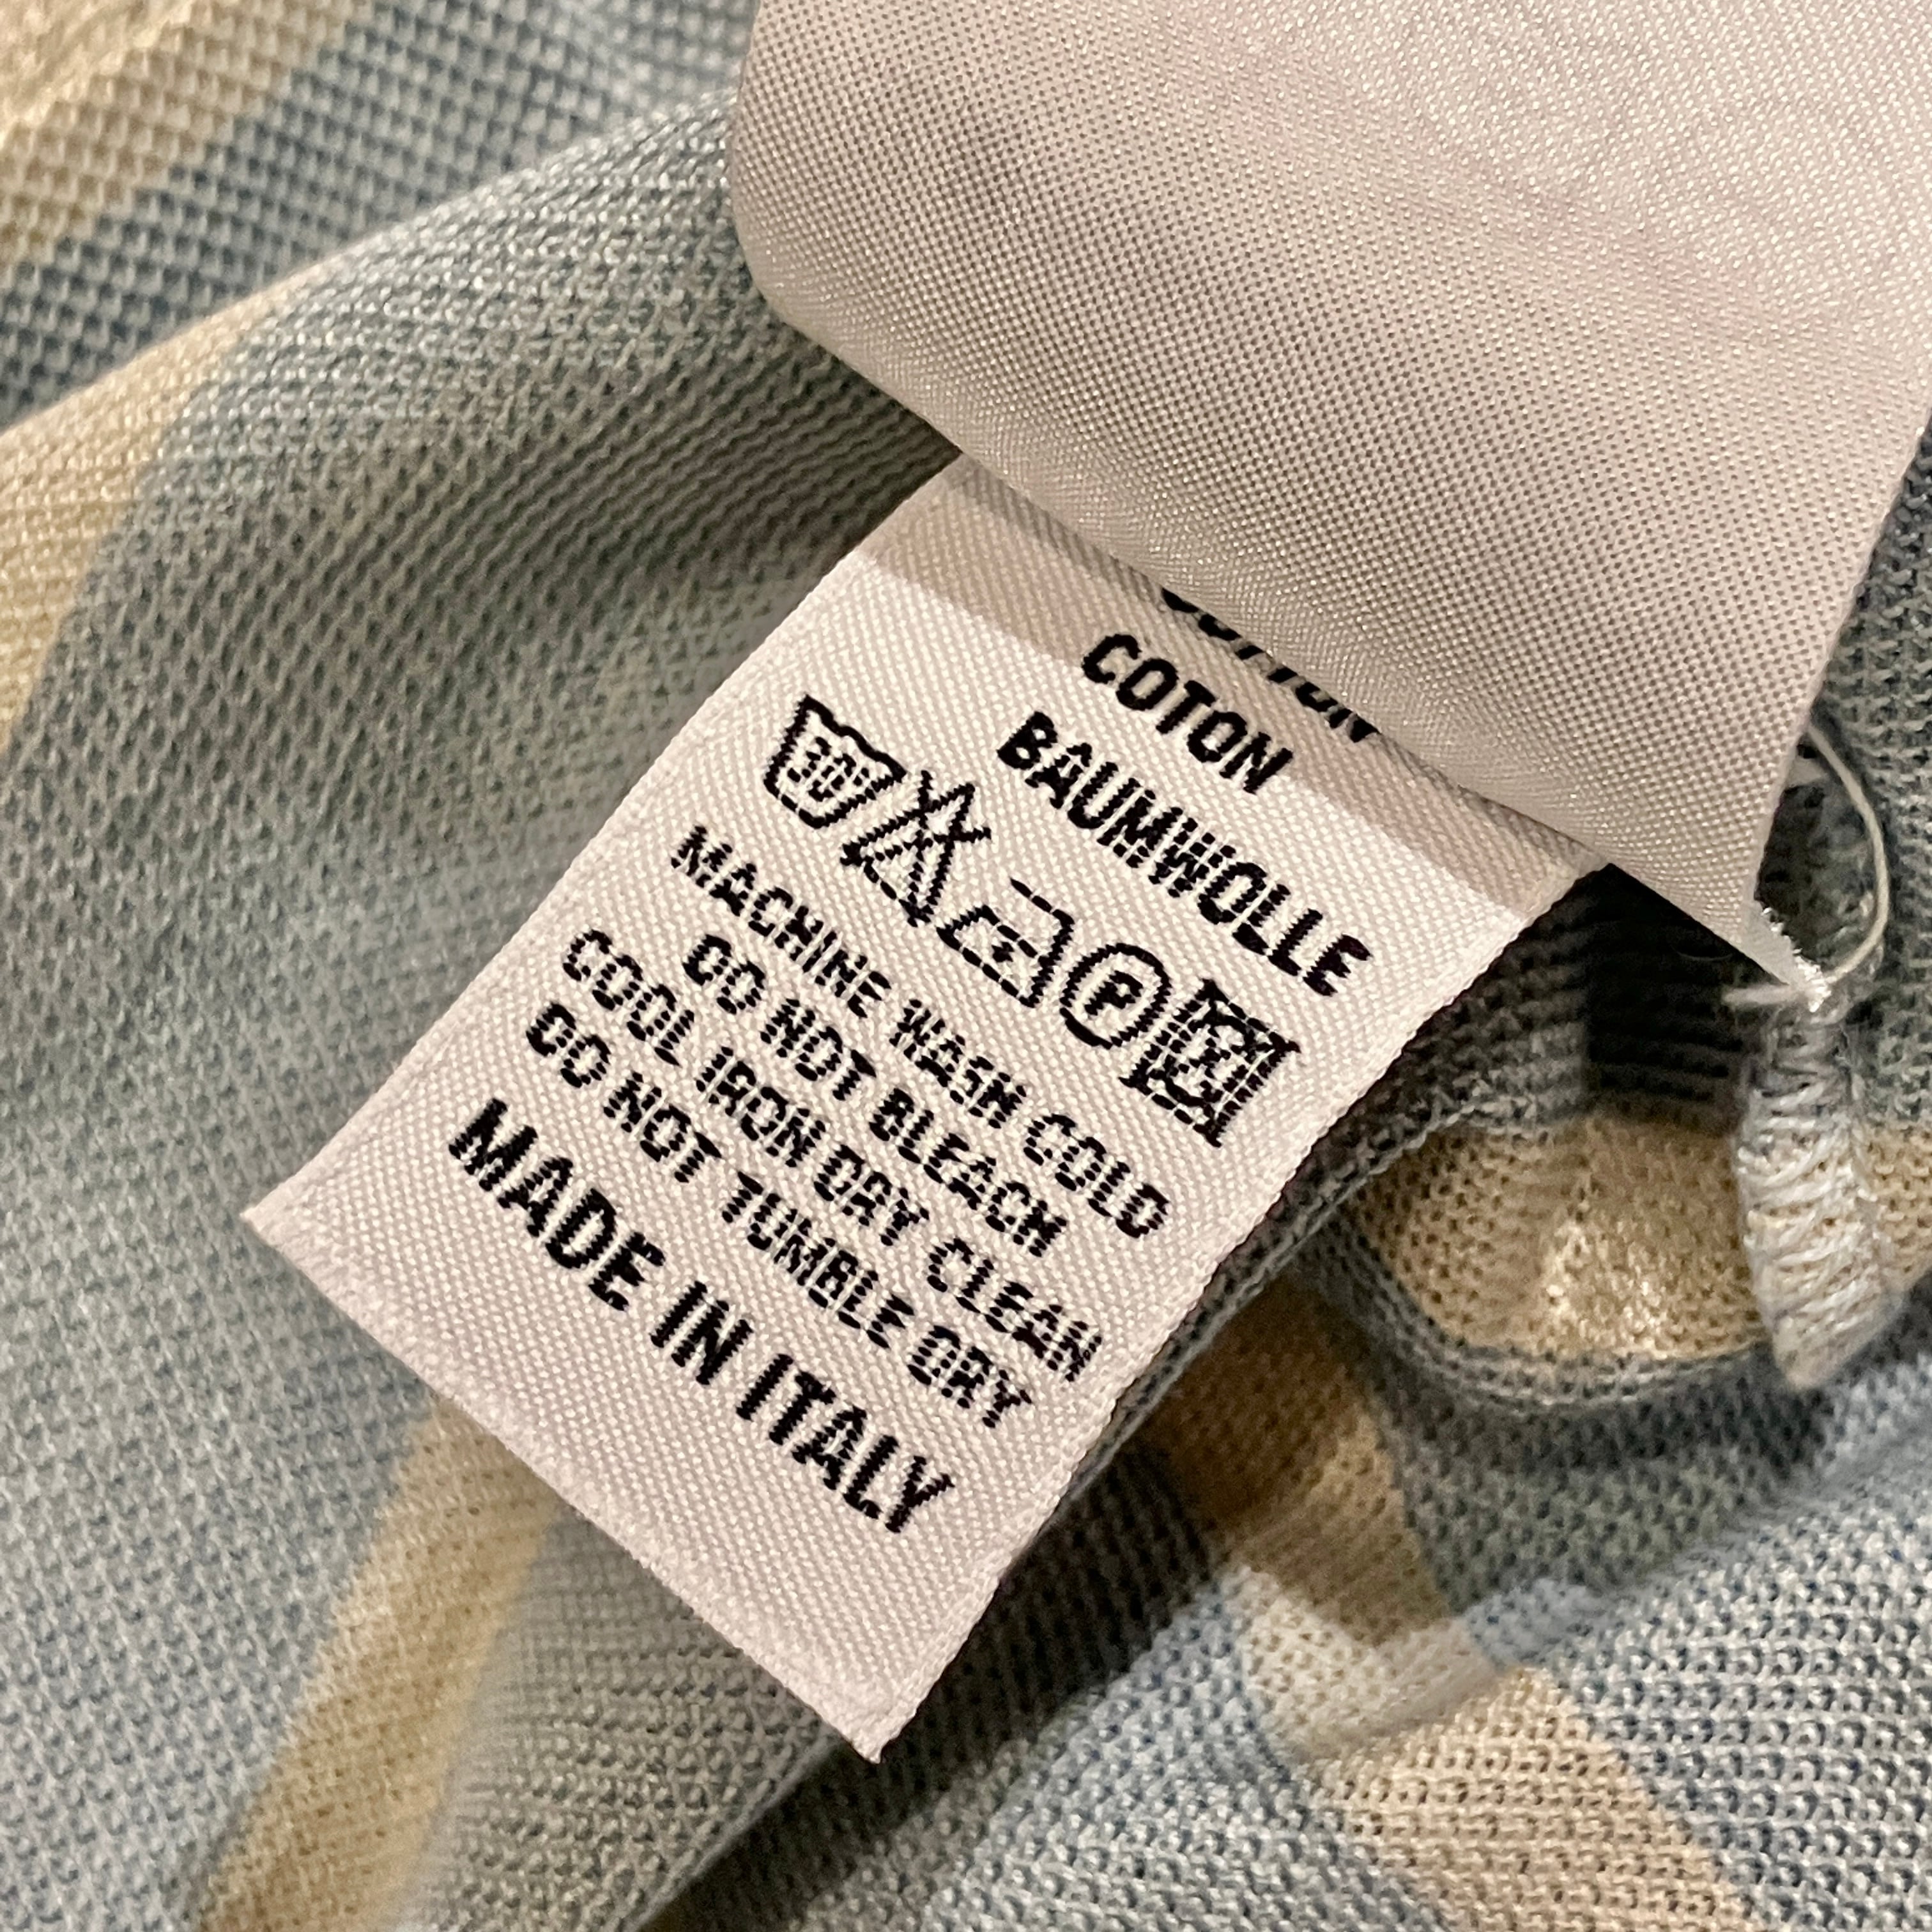 COTTON
COTON
BAUMWOLLE
30°
F
MACHINE WASH COLD
DO NOT BLEACH
COOL IRON DRY CLEAN
DO NOT TUMBLE DRY
MADE IN ITALY